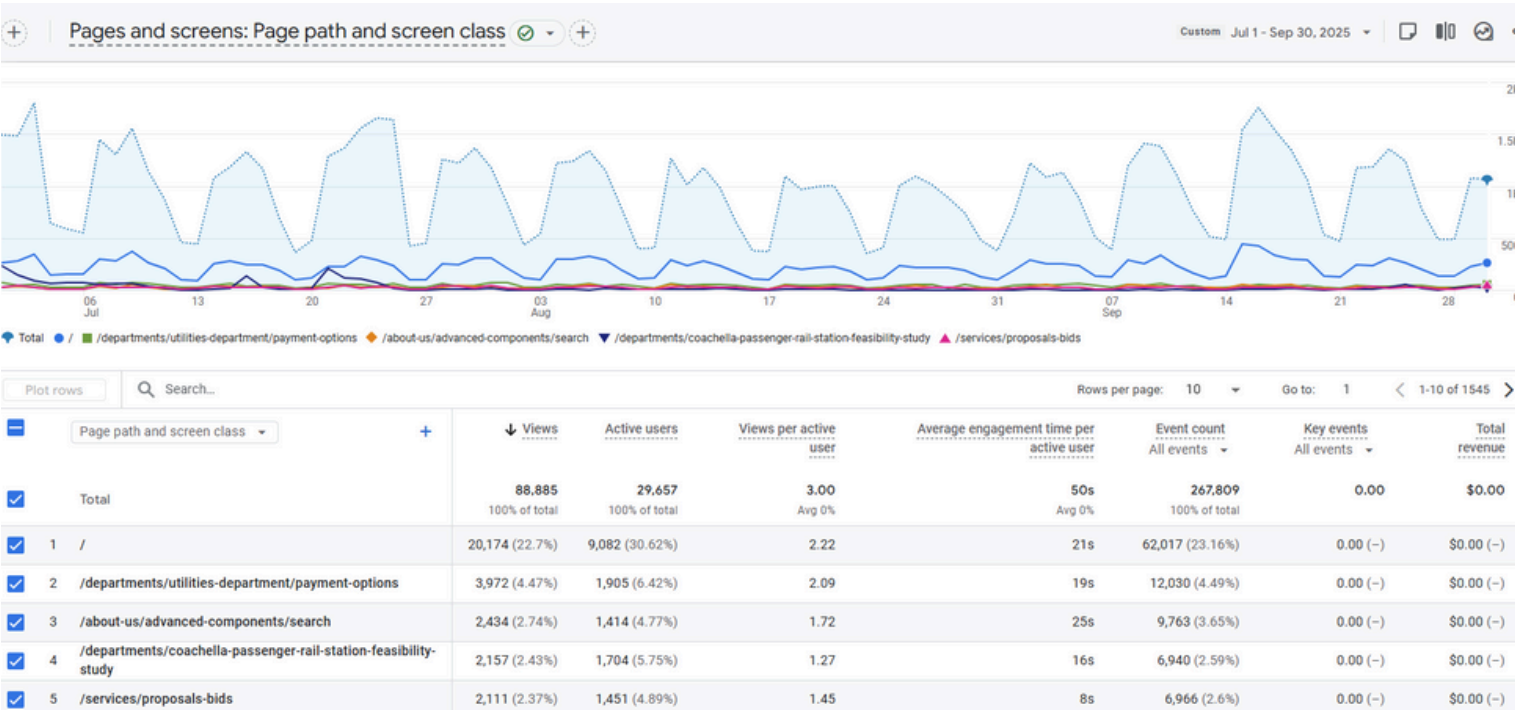 Pages and screens: Page path and screen class
Custom Jul 1 - Sep 30, 2025
1.5
500
06 13 20 27 03 10 17 24 31 07 14 21 28
Jul Aug Sep
Total / /departments/utilities-department/payment-options /about-us/advanced-components/search /departments/coachella-passenger-rail-station-feasibility-study /services/proposals-bids
Plot rows Search... Rows per page: 10 Go to: 1 1-10 of 1545
Page path and screen class + Views Active users Views per active Average engagement time per Event count Key events Total
user active user All events All events revenue
Total 88,885 29,657 3.00 50s 267,809 0.00 $0.00
100% of total 100% of total Avg 0% Avg 0% 100% of total
1 / 20,174 (22.7%) 9,082 (30.62%) 2.22 21s 62,017 (23.16%) 0.00 (–) $0.00 (–)
2 /departments/utilities-department/payment-options 3,972 (4.47%) 1,905 (6.42%) 2.09 19s 12,030 (4.49%) 0.00 (–) $0.00 (–)
3 /about-us/advanced-components/search 2,434 (2.74%) 1,414 (4.77%) 1.72 25s 9,763 (3.65%) 0.00 (–) $0.00 (–)
4 /departments/coachella-passenger-rail-station-feasibility-
study 2,157 (2.43%) 1,704 (5.75%) 1.27 16s 6,940 (2.59%) 0.00 (–) $0.00 (–)
5 /services/proposals-bids 2,111 (2.37%) 1,451 (4.89%) 1.45 8s 6,966 (2.6%) 0.00 (–) $0.00 (–)